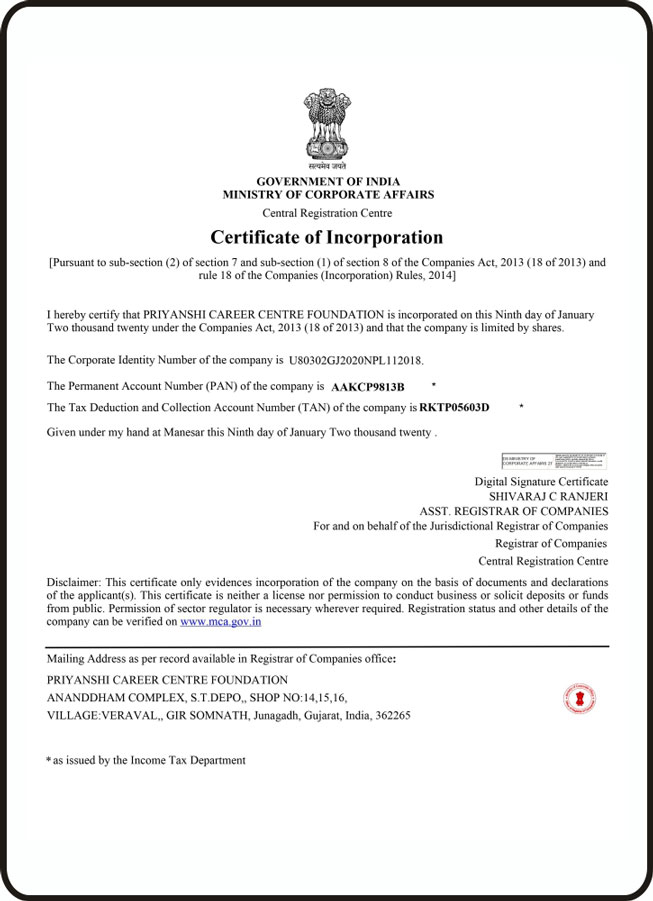 सत्यमेव जयते
GOVERNMENT OF INDIA
MINISTRY OF CORPORATE AFFAIRS
Central Registration Centre
Certificate of Incorporation
[Pursuant to sub-section (2) of section 7 and sub-section (1) of section 8 of the Companies Act, 2013 (18 of 2013) and
rule 18 of the Companies (Incorporation) Rules, 2014]
I hereby certify that PRIYANSHI CAREER CENTRE FOUNDATION is incorporated on this Ninth day of January
Two thousand twenty under the Companies Act, 2013 (18 of 2013) and that the company is limited by shares.
The Corporate Identity Number of the company is U80302GJ2020NPL112018.
The Permanent Account Number (PAN) of the company is AAKCP9813B *
The Tax Deduction and Collection Account Number (TAN) of the company is RKTP05603D *
Given under my hand at Manesar this Ninth day of January Two thousand twenty .
DS MINISTRY OF
CORPORATE AFFAIRS 21
Digital Signature Certificate
SHIVARAJ C RANJERI
ASST. REGISTRAR OF COMPANIES
For and on behalf of the Jurisdictional Registrar of Companies
Registrar of Companies
Central Registration Centre
Disclaimer: This certificate only evidences incorporation of the company on the basis of documents and declarations
of the applicant(s). This certificate is neither a license nor permission to conduct business or solicit deposits or funds
from public. Permission of sector regulator is necessary wherever required. Registration status and other details of the
company can be verified on www.mca.gov.in
Mailing Address as per record available in Registrar of Companies office:
PRIYANSHI CAREER CENTRE FOUNDATION
ANANDDHAM COMPLEX, S.T.DEPO,, SHOP NO:14,15,16,
VILLAGE:VERAVAL,, GIR SOMNATH, Junagadh, Gujarat, India, 362265
* as issued by the Income Tax Department